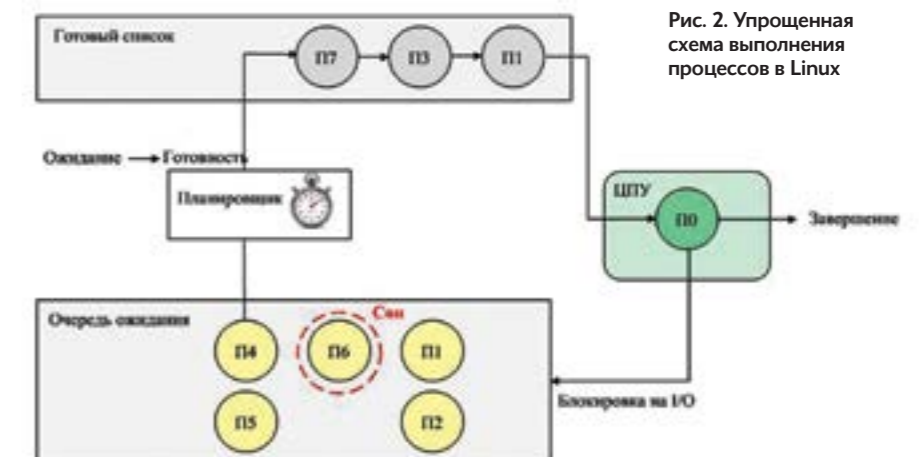 Рис. 2. Упрощенная
схема выполнения
процессов в Linux
Готовый список
П7
П3
П1
Ожидание
Готовность
Планировщик
ЦПУ
П0
Завершение
Очередь ожидания
Сон
П4
П6
П1
П5
П2
Блокировка на I/O